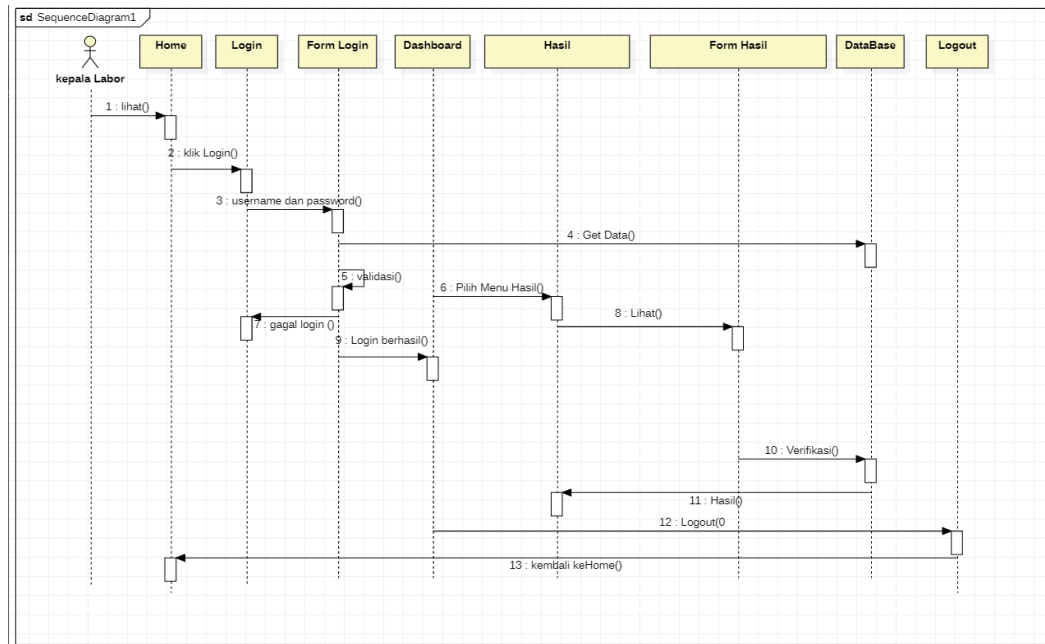 sd SequenceDiagram1
Home
Login
Form Login
Dashboard
Hasil
Form Hasil
DataBase
Logout
kepala Labor
1 : lihat()
2 : klik Login()
3 : username dan password()
4 : Get Data()
5 : validasi()
6 : Pilih Menu Hasil()
8 : Lihat()
7 : gagal login ()
9 : Login berhasil()
10 : Verifikasi()
11 : Hasil()
12 : Logout(0
13 : kembali keHome()